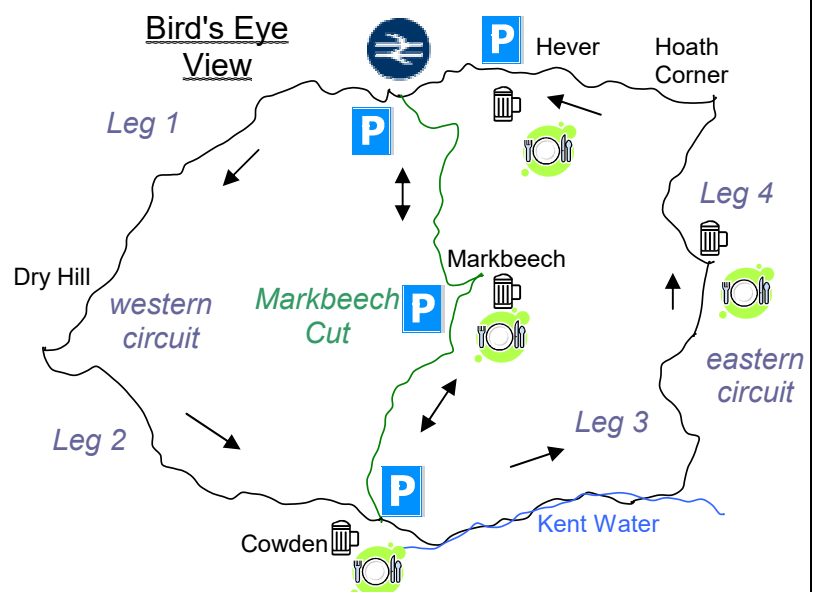 Bird's Eye
View
P
Hever
Hoath
Corner
Leg 1
P
Leg 4
Dry Hill
Markbeech
western
circuit
Markbeech
Cut
P
eastern
circuit
Leg 2
Leg 3
P
Kent Water
Cowden